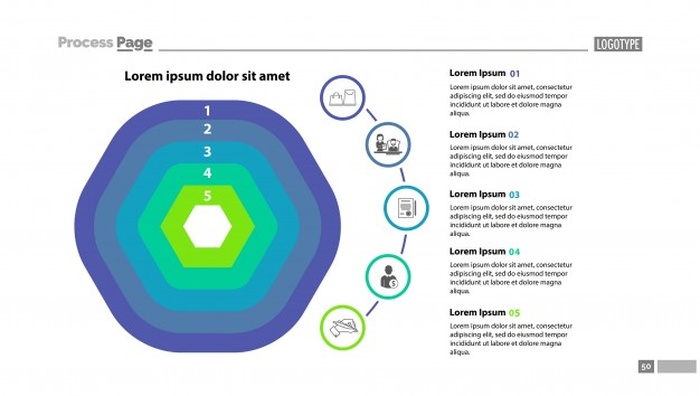 Process Page
LOGOTYPE
Lorem ipsum dolor sit amet
1
2
3
4
5
$
Lorem Ipsum 01
Lorem ipsum dolor sit amet, consectetur
adipiscing elit, sed do eiusmod tempor
incididunt ut labore et dolore magna
aliqua.
Lorem Ipsum 02
Lorem ipsum dolor sit amet, consectetur
adipiscing elit, sed do eiusmod tempor
incididunt ut labore et dolore magna
aliqua.
Lorem Ipsum 03
Lorem ipsum dolor sit amet, consectetur
adipiscing elit, sed do eiusmod tempor
incididunt ut labore et dolore magna
aliqua.
Lorem Ipsum 04
Lorem ipsum dolor sit amet, consectetur
adipiscing elit, sed do eiusmod tempor
incididunt ut labore et dolore magna
aliqua.
Lorem Ipsum 05
Lorem ipsum dolor sit amet, consectetur
adipiscing elit, sed do eiusmod tempor
incididunt ut labore et dolore magna
aliqua.
50